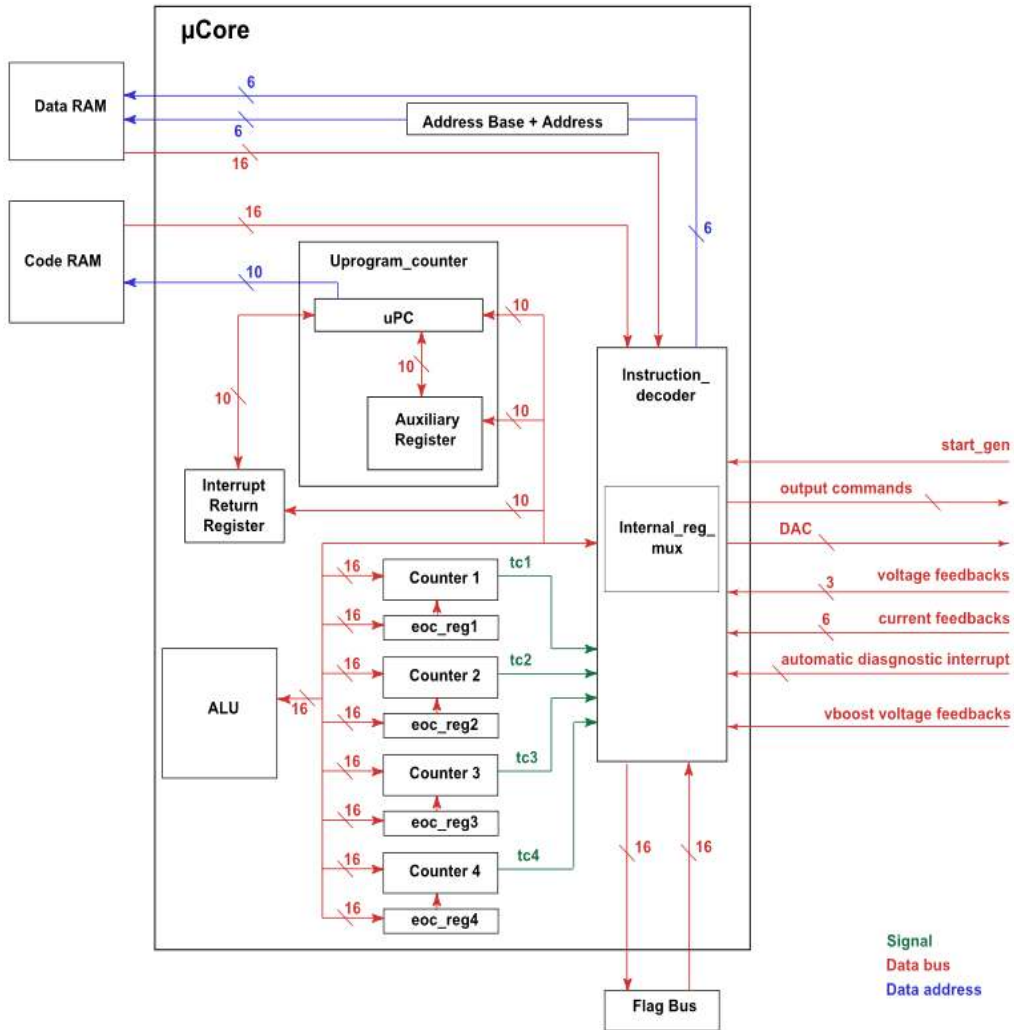 µCore
6
Data RAM
Address Base + Address
6
16
16
6
Code RAM
Uprogram_counter
10
10
uPC
10
Instruction_
decoder
10
Auxiliary
Register
10
start_gen
Interrupt
Return
Register
10
output commands
Internal_reg_
mux
DAC
16
Counter 1
tc1
3
voltage feedbacks
16
eoc_reg1
6
current feedbacks
16
Counter 2
tc2
automatic diasgnostic interrupt
ALU
16
16
eoc_reg2
vboost voltage feedbacks
16
Counter 3
tc3
16
eoc_reg3
16
Counter 4
tc4
16
16
16
eoc_reg4
Signal
Data bus
Data address
Flag Bus